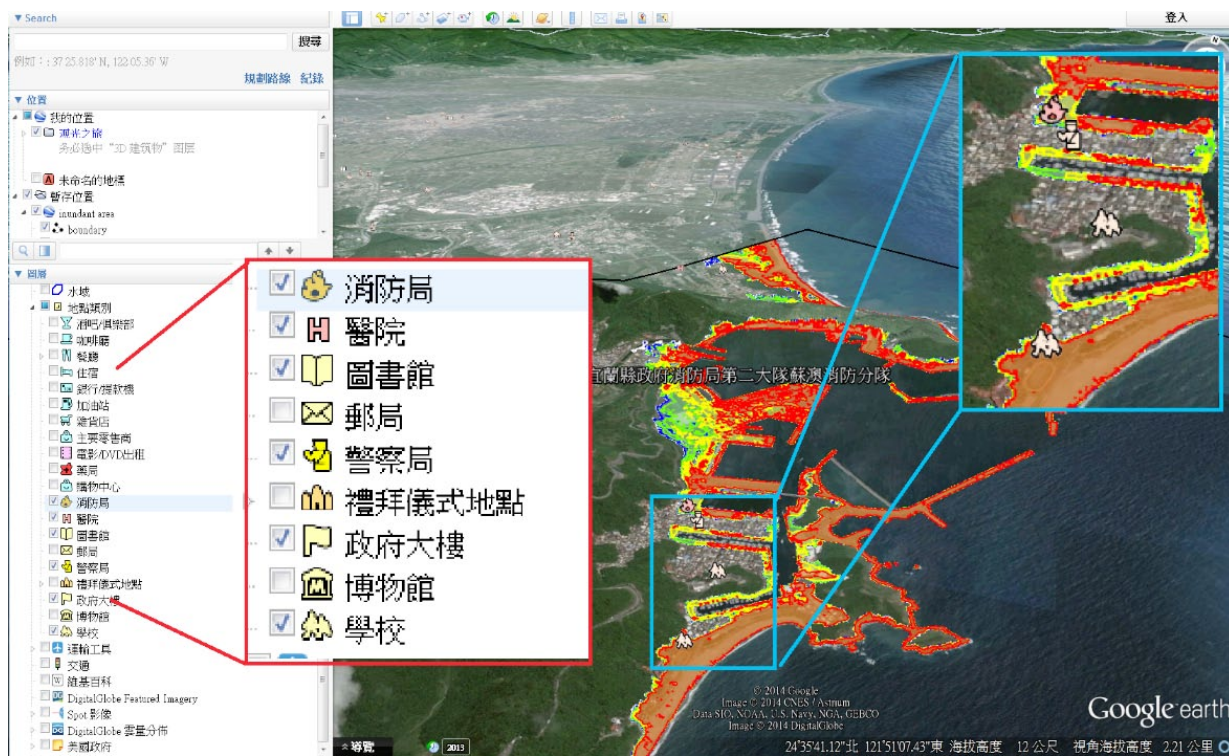 Search
登入
搜尋
例如：: 37 25.818' N, 122 05.36' W
規劃路線 紀錄
位置
我的位置
觀光之旅
务必選中“3D 建筑物”图层
未命名的地標
暫存位置
inundant area
boundary
圖層
水域
地點類別
酒吧/俱樂部
咖啡廳
餐廳
住宿
銀行/提款機
加油站
雜貨店
主要零售商
電影/DVD出租
藥局
購物中心
消防局
醫院
圖書館
郵局
警察局
禮拜儀式地點
政府大樓
博物館
學校
運輸工具
交通
維基百科
DigitalGlobe Featured Imagery
Spot 影像
DigitalGlobe 雲量分佈
美國政府
消防局
醫院
圖書館
郵局
警察局
禮拜儀式地點
政府大樓
博物館
學校
宜蘭縣政府消防局第二大隊蘇澳消防分隊
N
© 2014 Google
Image © 2014 CNES / Astrium
Data SIO, NOAA, U.S. Navy, NGA, GEBCO
Image © 2014 DigitalGlobe
Google earth
導覽
2013
24°35'41.12"北 121°51'07.43"東 海拔高度 12 公尺 視角海拔高度 2.21 公里